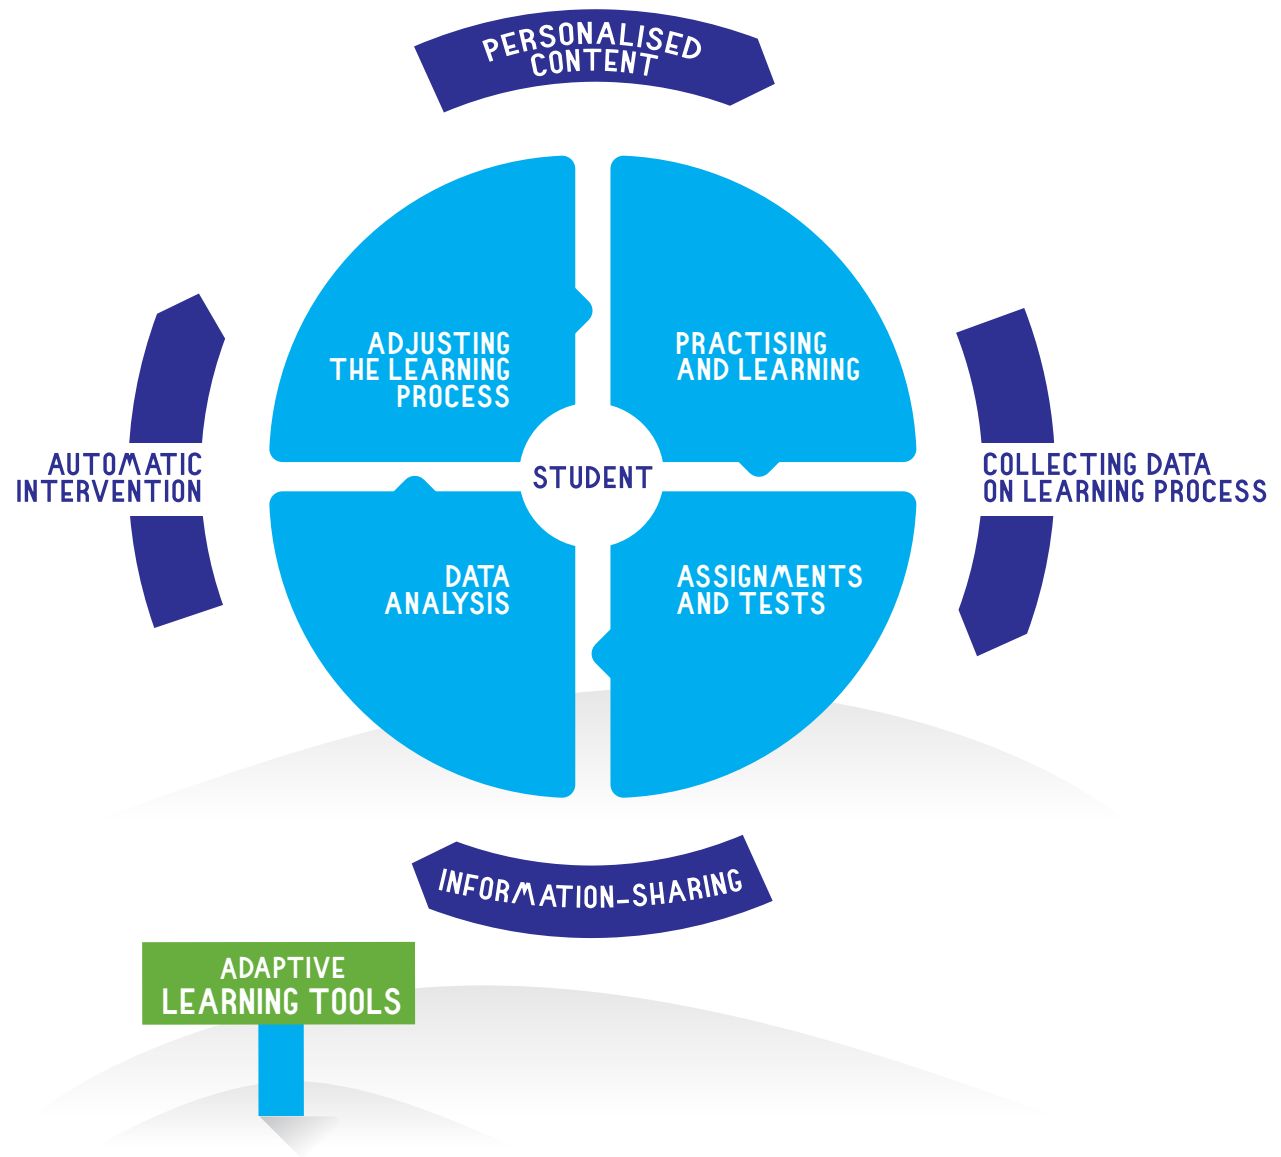 PERSONALISED
CONTENT
ADJUSTING
THE LEARNING
PROCESS
PRACTISING
AND LEARNING
AUTOMATIC
INTERVENTION
STUDENT
COLLECTING DATA
ON LEARNING PROCESS
DATA
ANALYSIS
ASSIGNMENTS
AND TESTS
INFORMATION-SHARING
ADAPTIVE
LEARNING TOOLS